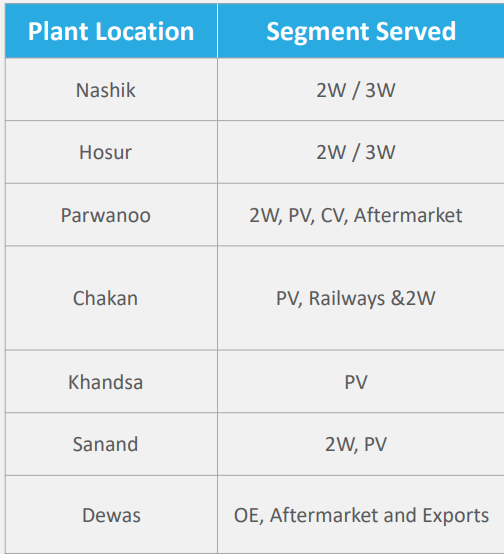 Plant Location Segment Served
Nashik 2W / 3W
Hosur 2W / 3W
Parwanoo 2W, PV, CV, Aftermarket
Chakan PV, Railways &2W
Khandsa PV
Sanand 2W, PV
Dewas OE, Aftermarket and Exports